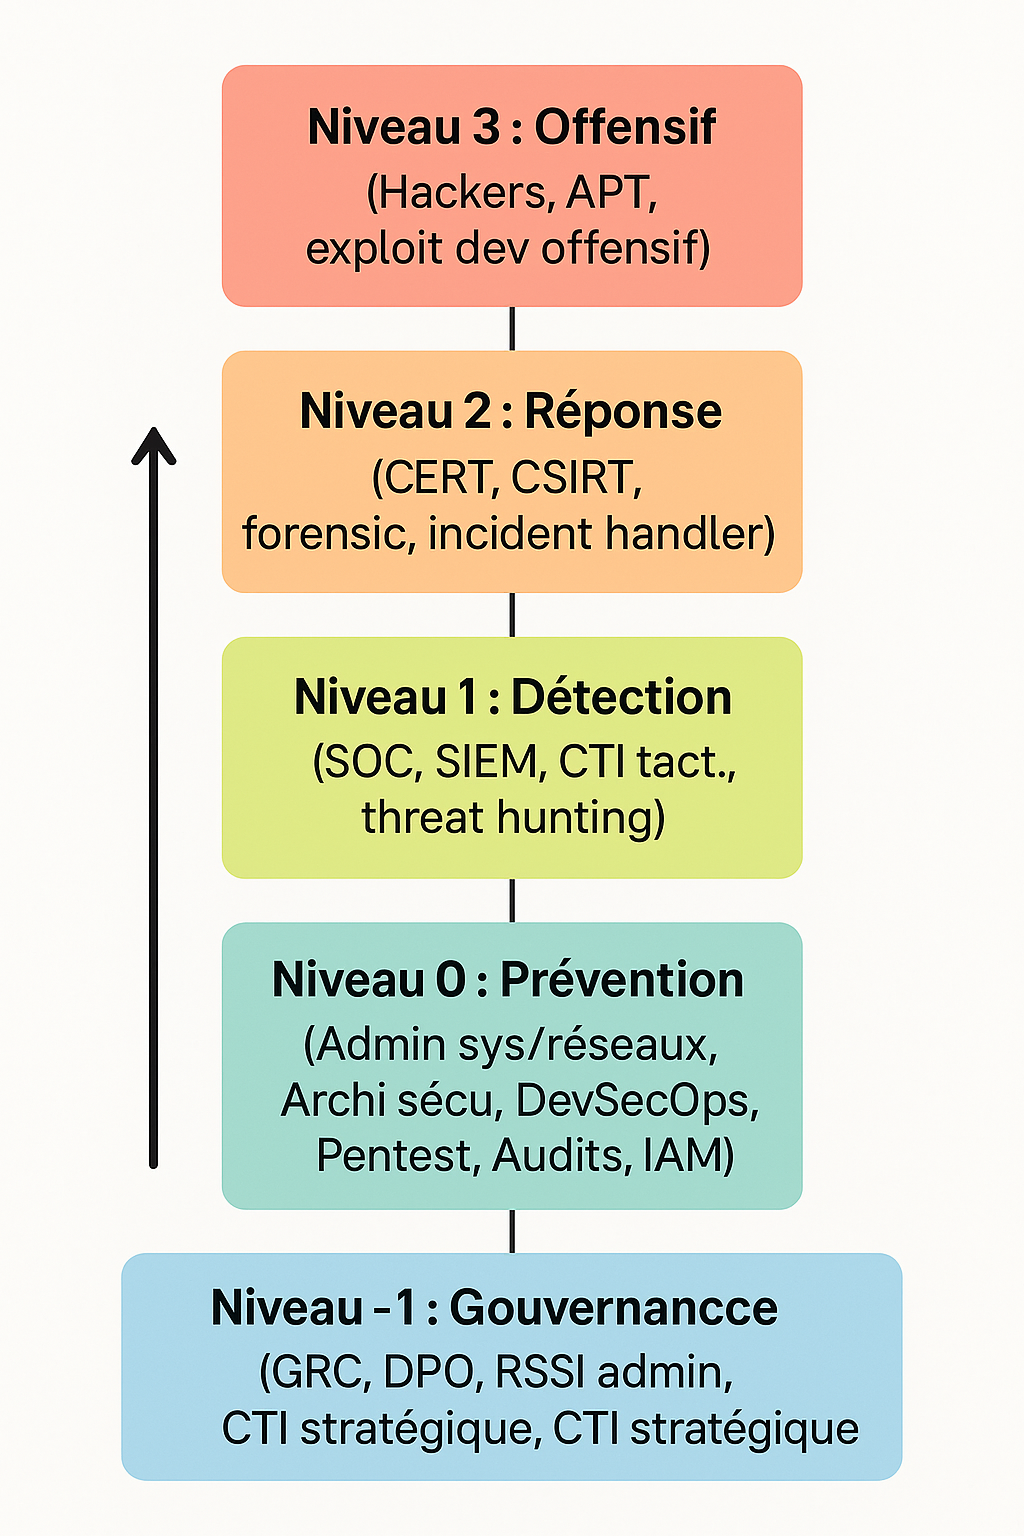 Niveau 3 : Offensif
(Hackers, APT,
exploit dev offensif)
Niveau 2 : Réponse
(CERT, CSIRT,
forensic, incident handler)
Niveau 1 : Détection
(SOC, SIEM, CTI tact.,
threat hunting)
Niveau 0 : Prévention
(Admin sys/réseaux,
Archi sécu, DevSecOps,
Pentest, Audits, IAM)
Niveau -1 : Gouvernancce
(GRC, DPO, RSSI admin,
CTI stratégique, CTI stratégique